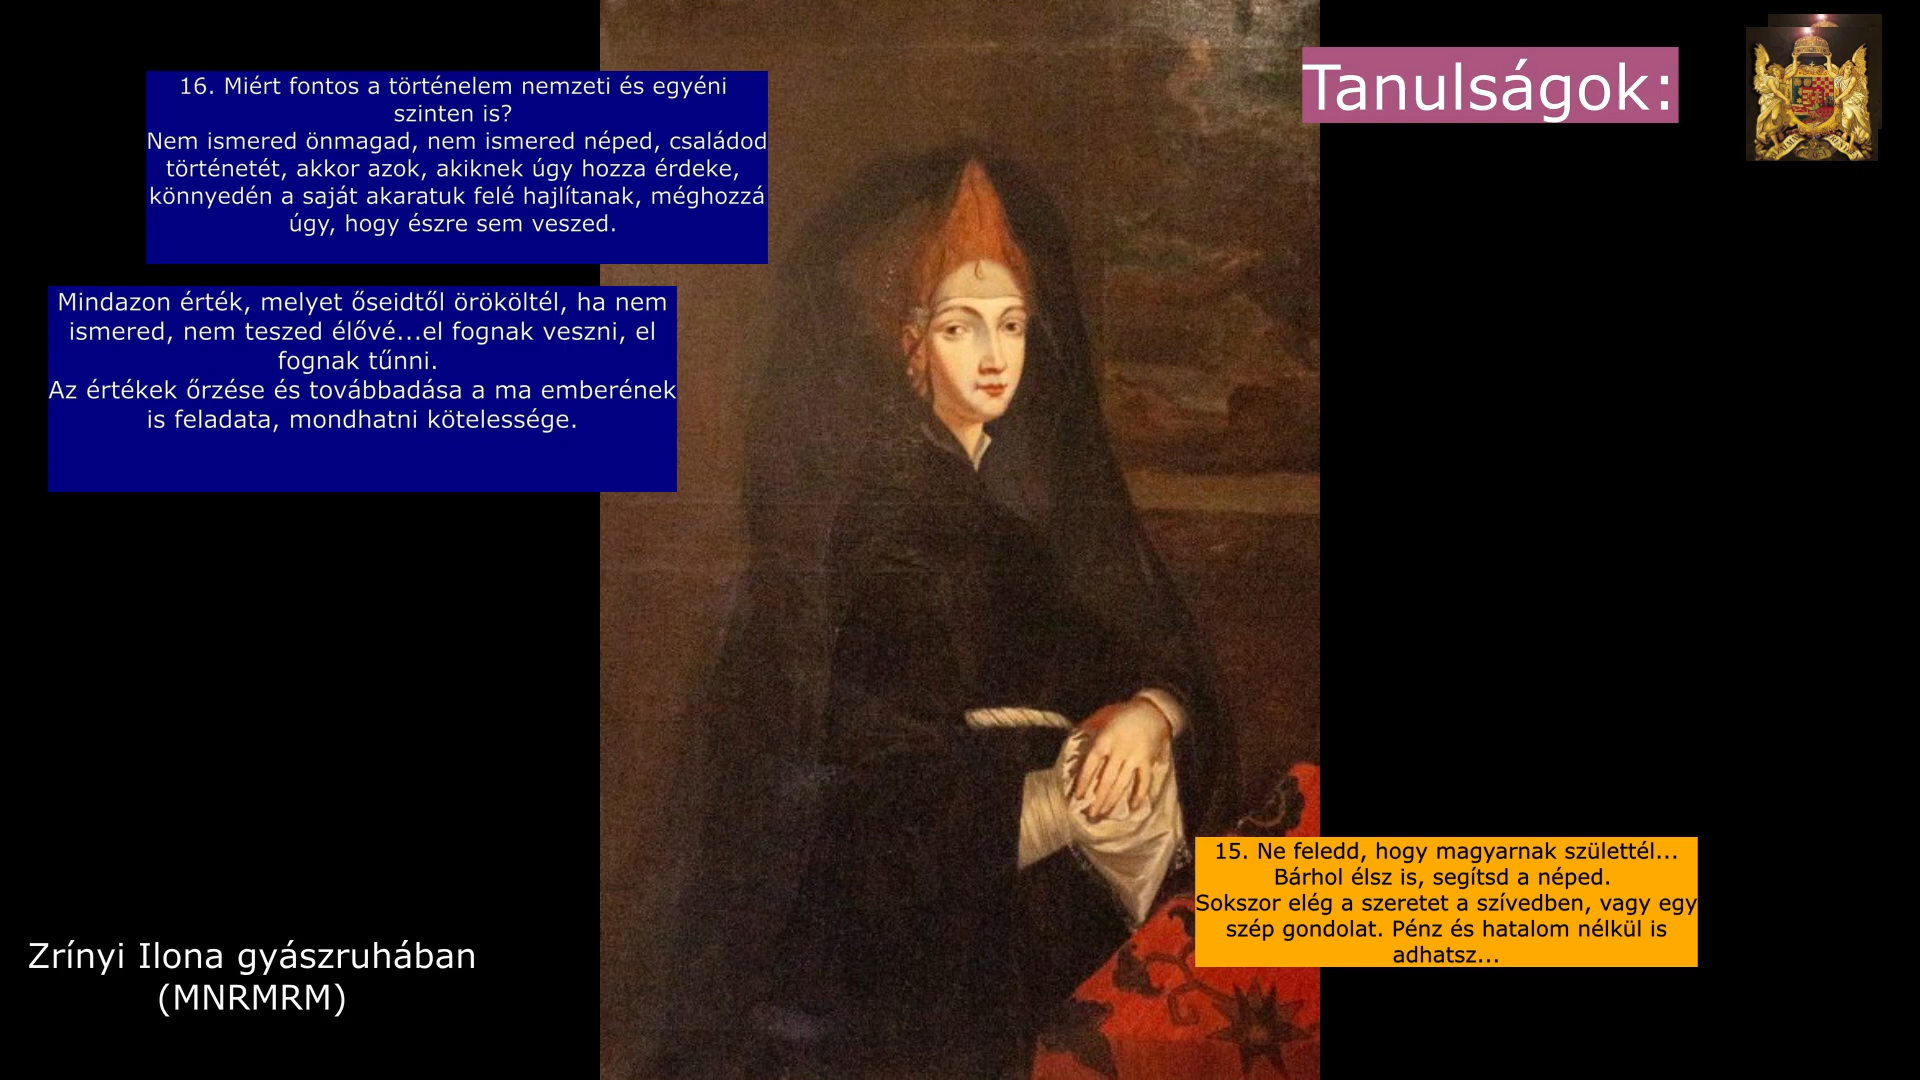 Tanulságok:
16. Miért fontos a történelem nemzeti és egyéni
szinten is?
Nem ismered önmagad, nem ismered néped, családod
történetét, akkor azok, akiknek úgy hozza érdeke,
könnyedén a saját akaratuk felé hajlítanak, méghozzá
úgy, hogy észre sem veszed.
Mindazon érték, melyet őseidtől örököltél, ha nem
ismered, nem teszed élővé...el fognak veszni, el
fognak tűnni.
Az értékek őrzése és továbbadása a ma emberének
is feladata, mondhatni kötelessége.
15. Ne feledd, hogy magyarnak születtél...
Bárhol élsz is, segítsd a néped.
Sokszor elég a szeretet a szívedben, vagy egy
szép gondolat. Pénz és hatalom nélkül is
adhatsz...
Zrínyi Ilona gyászruhában
(MNRMRM)